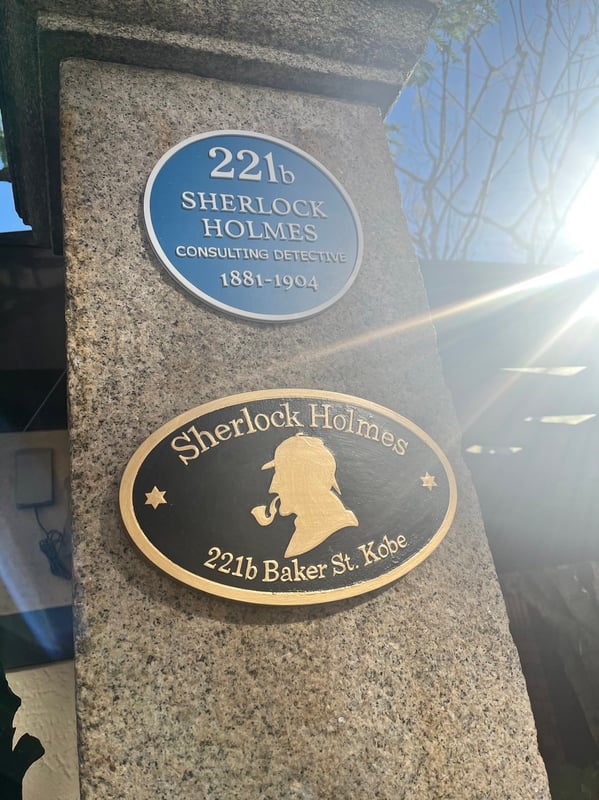 221b
SHERLOCK
HOLMES
CONSULTING DETECTIVE
1881-1904
Sherlock Holmes
221b Baker St. Kobe